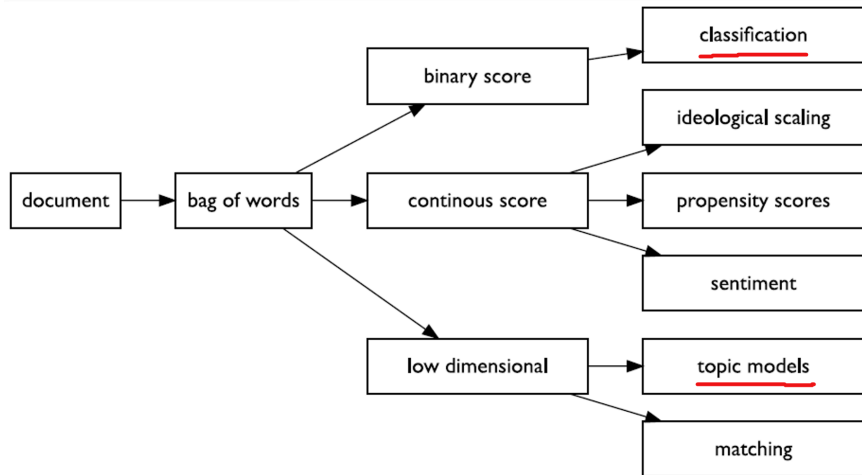 document
bag of words
binary score
continous score
low dimensional
classification
ideological scaling
propensity scores
sentiment
topic models
matching